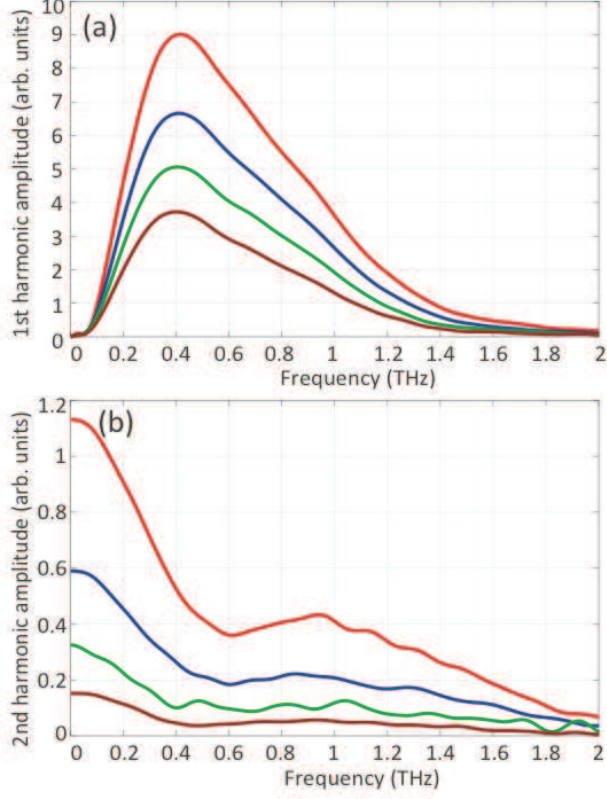 (a)
1st harmonic amplitude (arb. units)
10
9
8
7
6
5
4
3
2
1
0
0 0.2 0.4 0.6 0.8 1 1.2 1.4 1.6 1.8 2
Frequency (THz)
(b)
2nd harmonic amplitude (arb. units)
1.2
1
0.8
0.6
0.4
0.2
0
0 0.2 0.4 0.6 0.8 1 1.2 1.4 1.6 1.8 2
Frequency (THz)